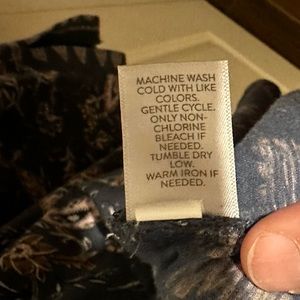 MACHINE WASH
COLD WITH LIKE
COLORS.
GENTLE CYCLE.
ONLY NON-
CHLORINE
BLEACH IF
NEEDED.
TUMBLE DRY
LOW.
WARM IRON IF
NEEDED.